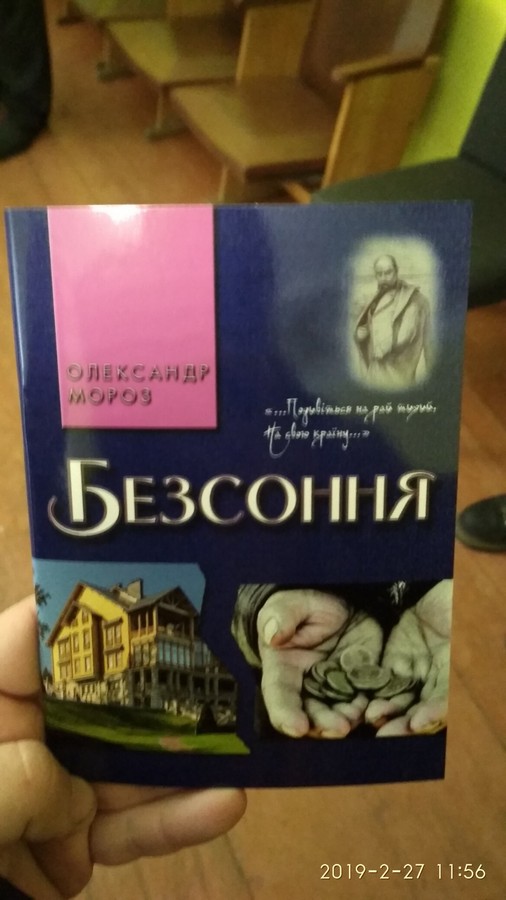 ОЛЕКСАНДР
МОРОЗ
«...Подивіться на рай тихий,
На свою країну...»
БЕЗСОННЯ
2019-2-27 11:56